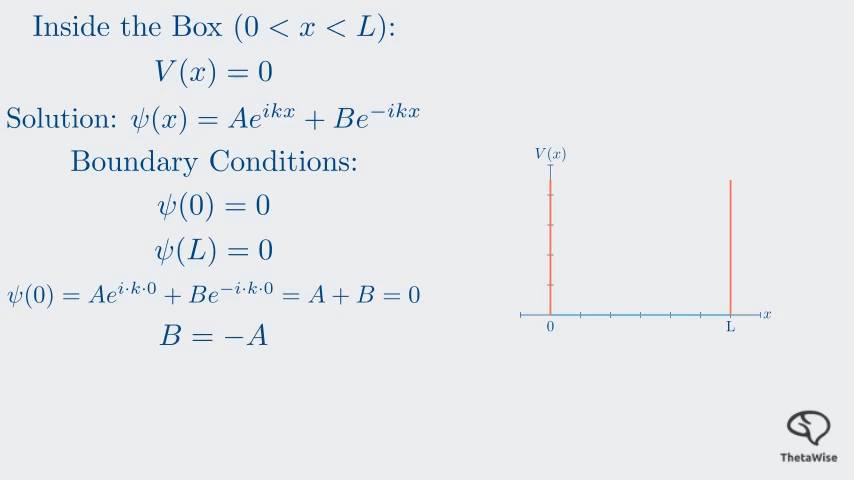 Inside the Box (0 < x < L):
V(x) = 0
Solution: ψ(x) = Ae^{ikx} + Be^{−ikx}
Boundary Conditions:
ψ(0) = 0
ψ(L) = 0
ψ(0) = Ae^{i·k·0} + Be^{−i·k·0} = A + B = 0
B = −A
V(x)
0
L
x
ThetaWise